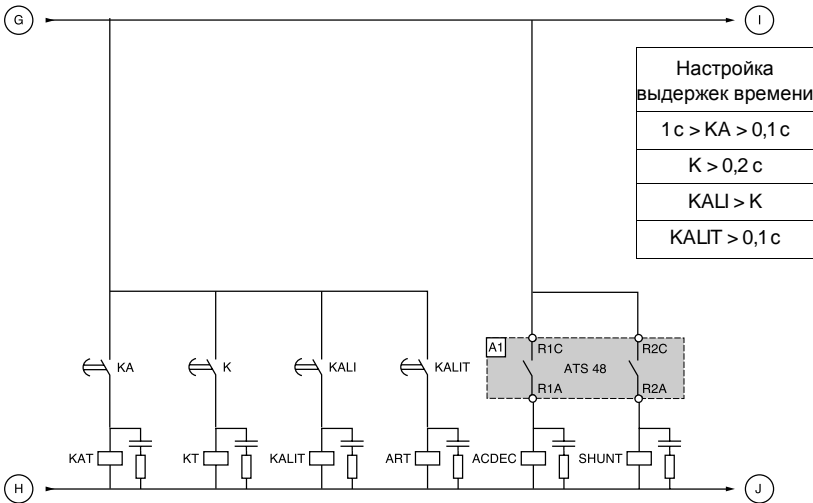 G
I
Настройка
выдержек времени
1 с > KA > 0,1 с
K > 0,2 с
KALI > K
KALIT > 0,1 с
A1
R1C
R2C
KA
K
KALI
KALIT
ATS 48
R1A
R2A
KAT
KT
KALIT
ART
ACDEC
SHUNT
H
J